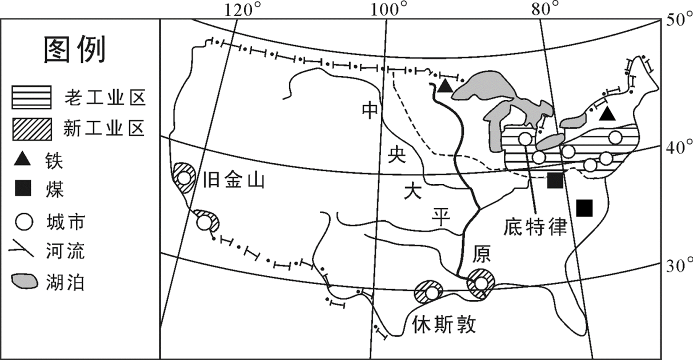 120°
100°
80°
50°
图例
老工业区
新工业区
铁
煤
城市
河流
湖泊
中
央
大
平
原
旧金山
底特律
休斯敦
40°
30°